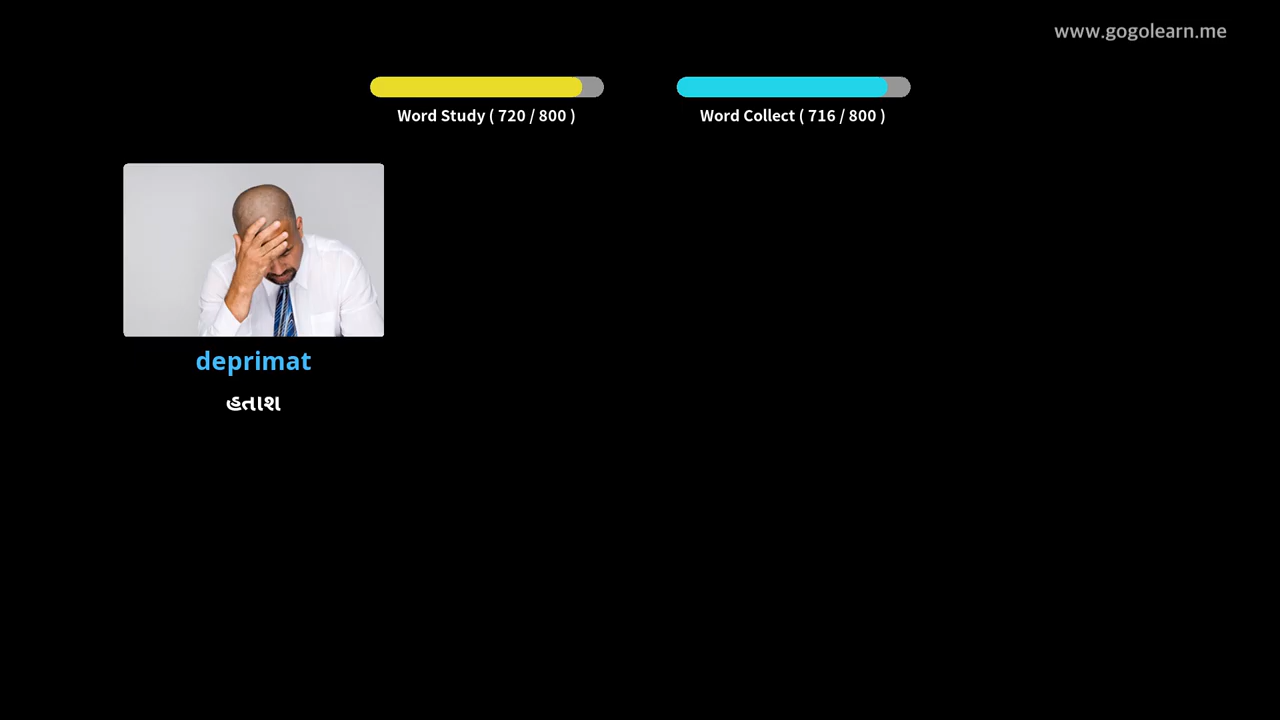 www.gogolearn.me
Word Study ( 720 / 800 )
Word Collect ( 716 / 800 )
deprimat
હતાશ